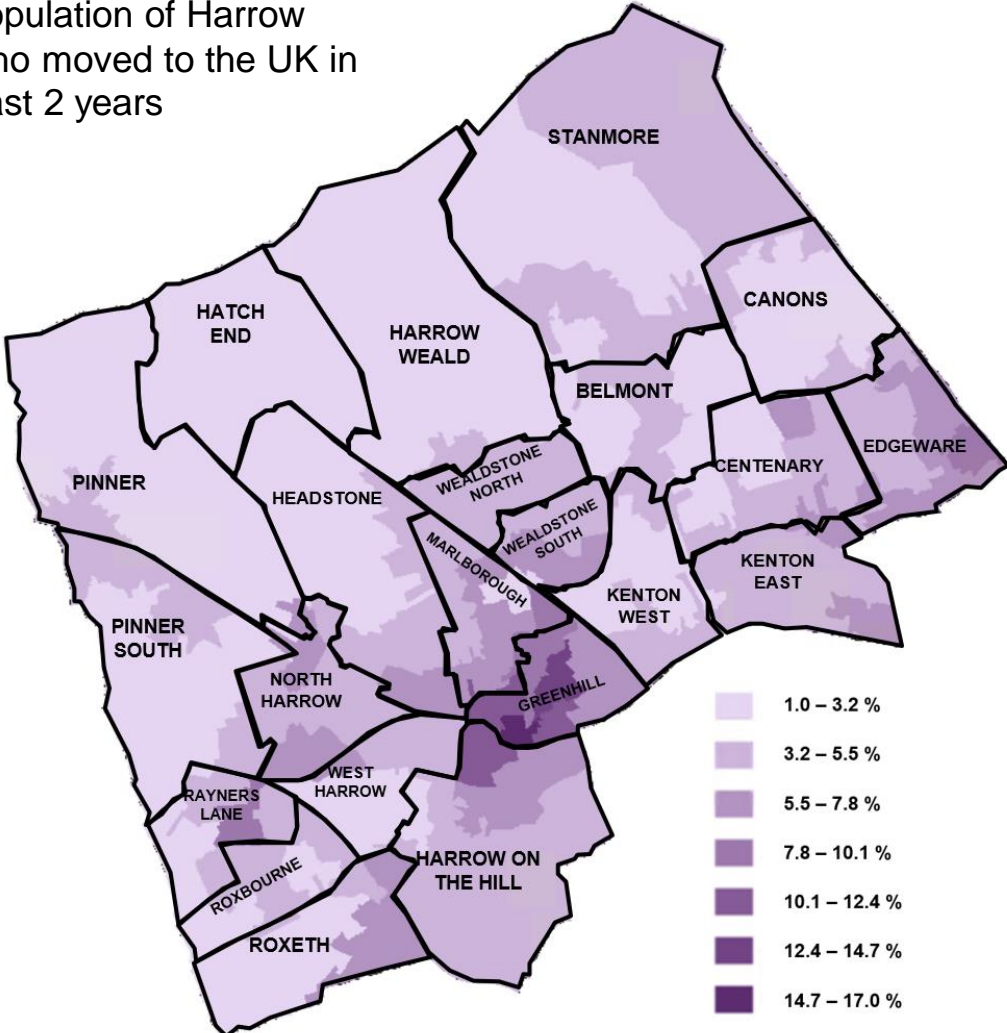 opulation of Harrow
no moved to the UK in
ast 2 years
STANMORE
CANONS
HATCH
END
HARROW
WEALD
BELMONT
EDGEWARE
CENTENARY
PINNER
HEADSTONE
WEALDSTONE
NORTH
WEALDSTONE
SOUTH
MARLBOROUGH
KENTON
EAST
KENTON
WEST
PINNER
SOUTH
NORTH
HARROW
GREENHILL
WEST
HARROW
RAYNERS
LANE
HARROW ON
THE HILL
ROXBOURNE
ROXETH
1.0 – 3.2 %
3.2 – 5.5 %
5.5 – 7.8 %
7.8 – 10.1 %
10.1 – 12.4 %
12.4 – 14.7 %
14.7 – 17.0 %